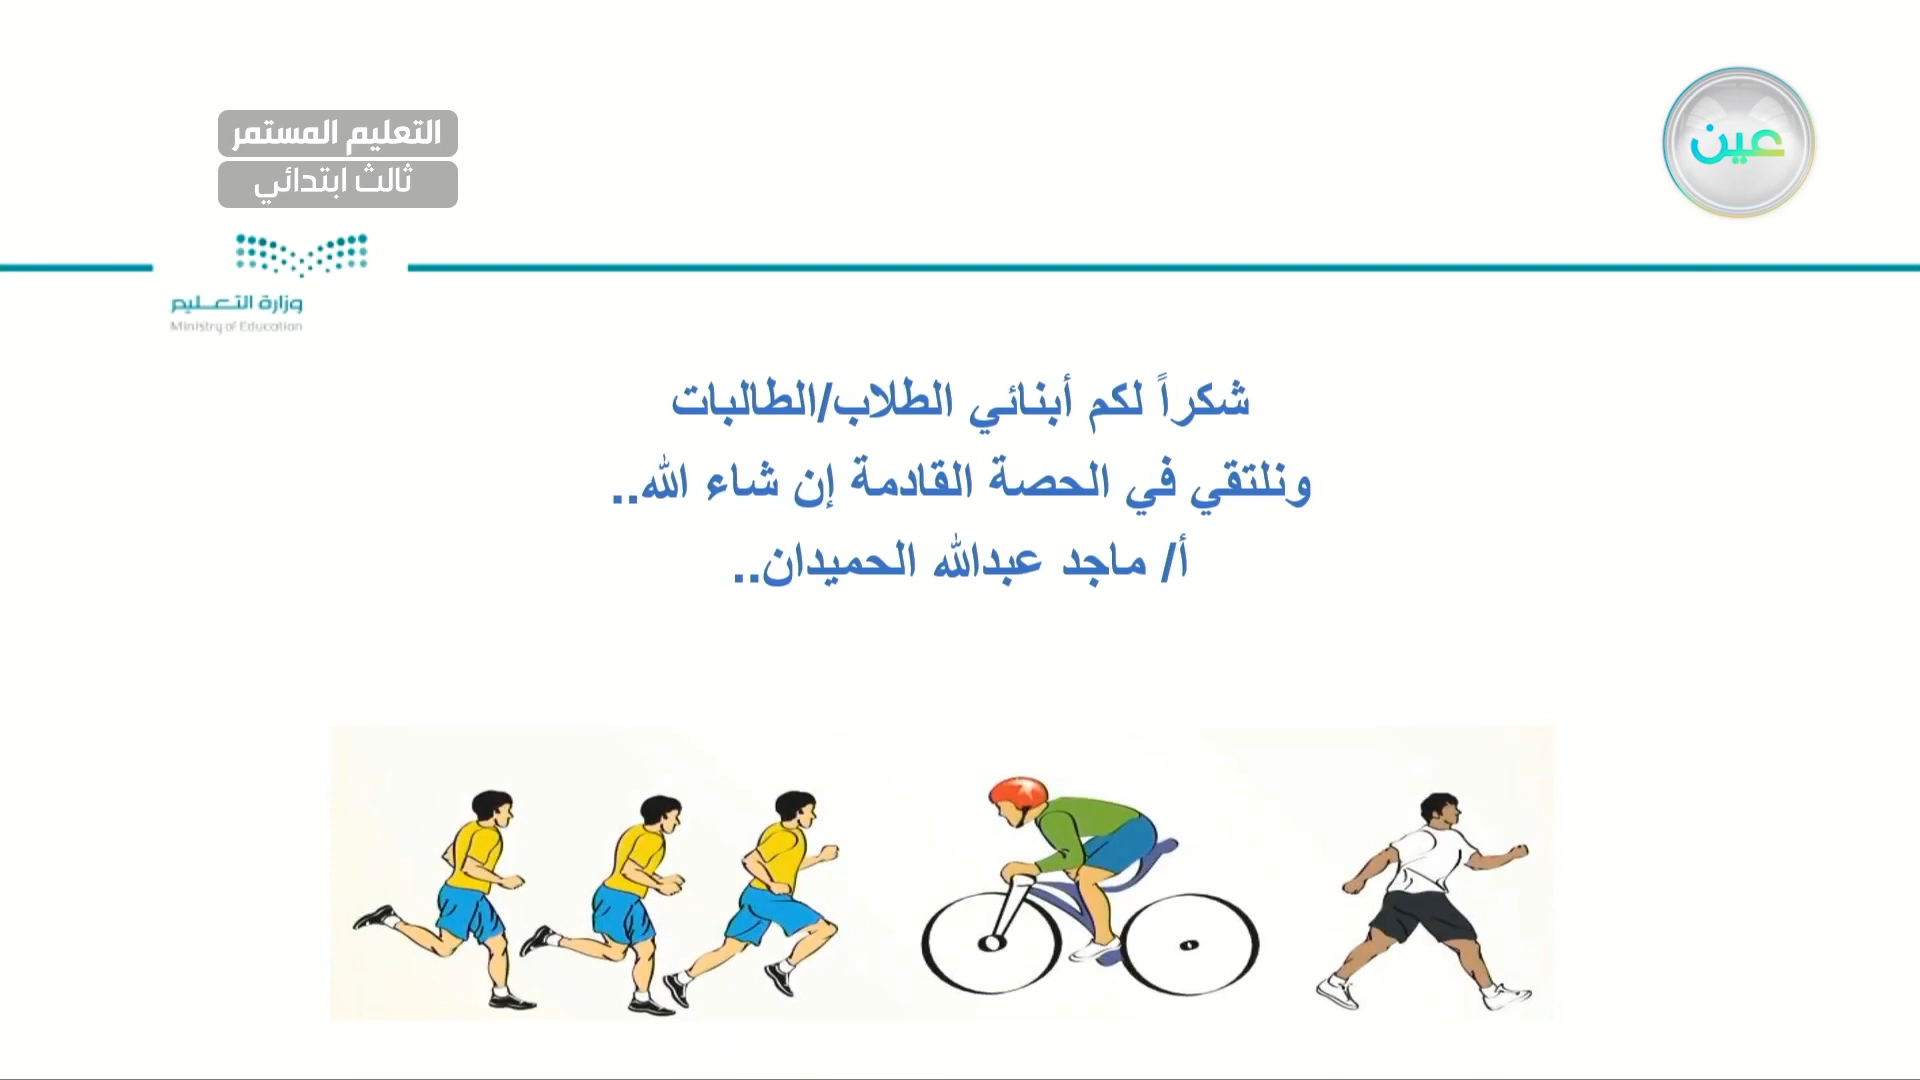 التعليم المستمر
ثالث ابتدائي
عين
وزارة التعليم
Ministry of Education
شكراً لكم أبنائي الطلاب/الطالبات
ونلتقي في الحصة القادمة إن شاء الله..
أ/ ماجد عبدالله الحميدان..